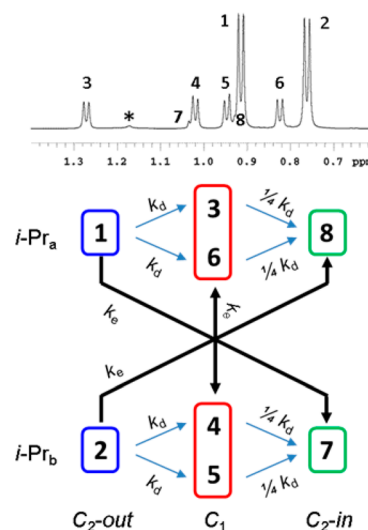 1
2
3 4 5 6
* 7 8
1.3 1.2 1.1 1.0 0.9 0.8 0.7 ppm
i-Pra 1 kd kd 3 6 ¼ kd ¼ kd 8
ke ke ke
i-Prb 2 kd kd 4 5 ¼ kd ¼ kd 7
C2-out C1 C2-in